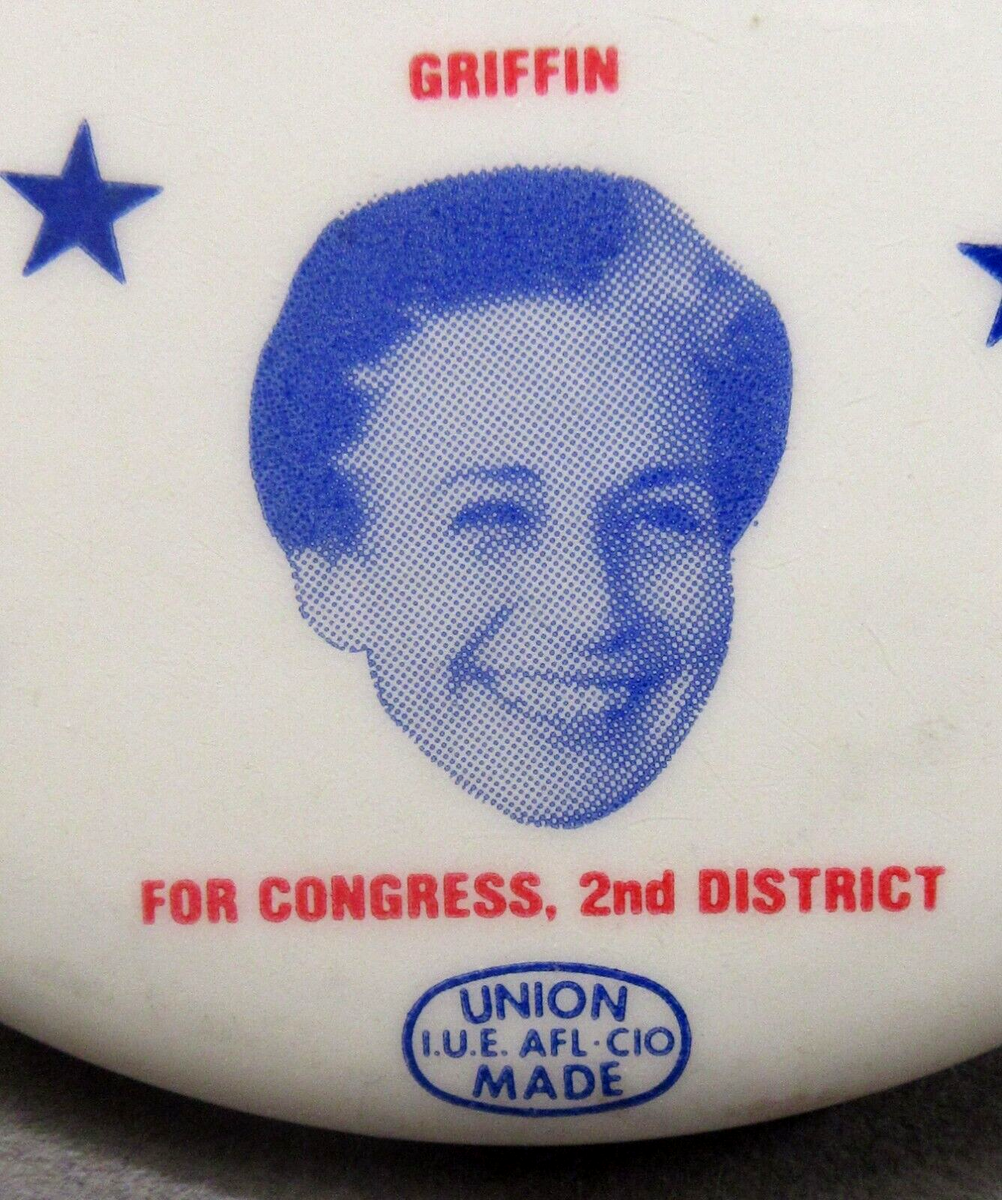 GRIFFIN
FOR CONGRESS, 2nd DISTRICT
UNION
I.U.E. AFL·CIO
MADE